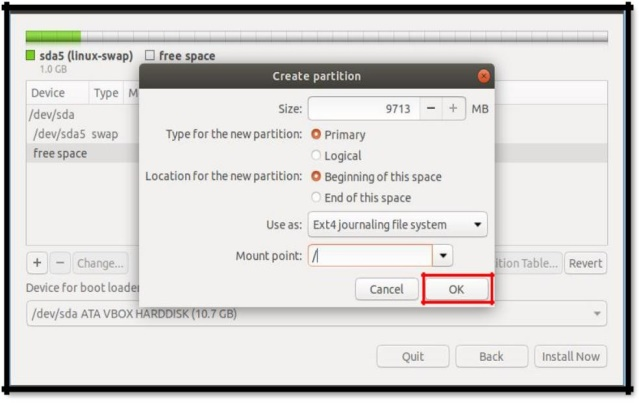 sda5 (linux-swap) free space
1.0 GB
Create partition
Device Type M
Size: 9713 − + MB
/dev/sda
/dev/sda5 swap
Type for the new partition: Primary
free space
Logical
Location for the new partition: Beginning of this space
End of this space
Use as: Ext4 journaling file system
Mount point: /
+ − Change... ition Table... Revert
Device for boot loade
Cancel OK
/dev/sda ATA VBOX HARDDISK (10.7 GB)
Quit Back Install Now